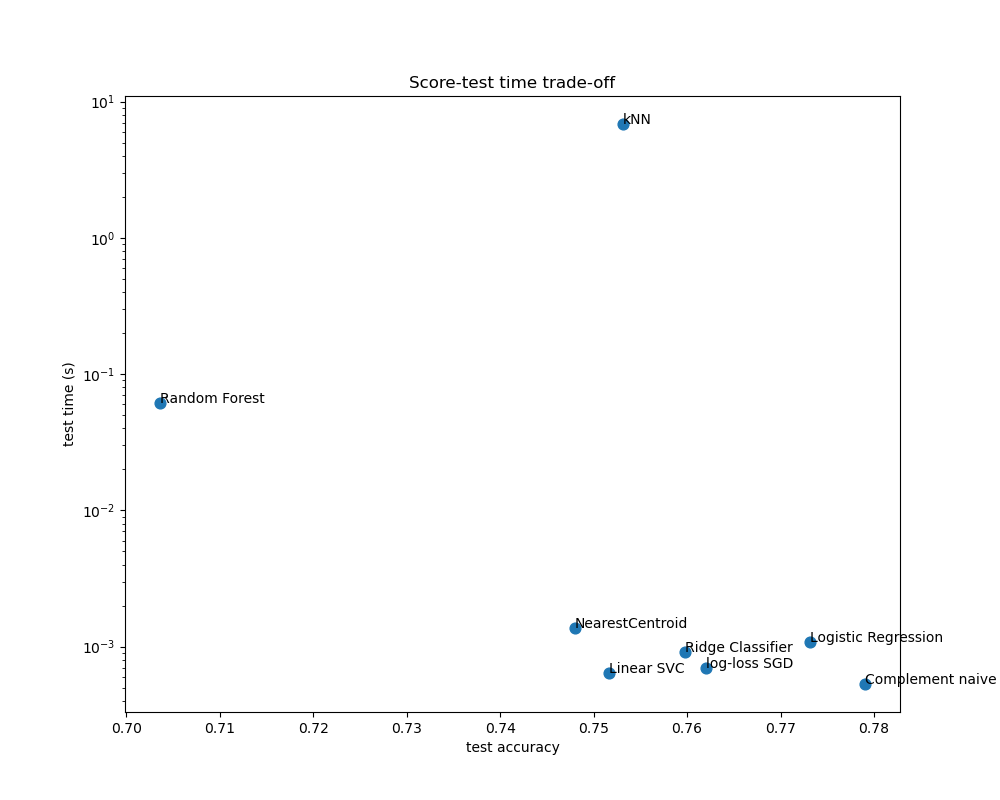 Score-test time trade-off
10¹
kNN
10⁰
test time (s)
10⁻¹
Random Forest
10⁻²
NearestCentroid
10⁻³
Logistic Regression
Ridge Classifier
log-loss SGD
Linear SVC
Complement naive
0.70 0.71 0.72 0.73 0.74 0.75 0.76 0.77 0.78
test accuracy